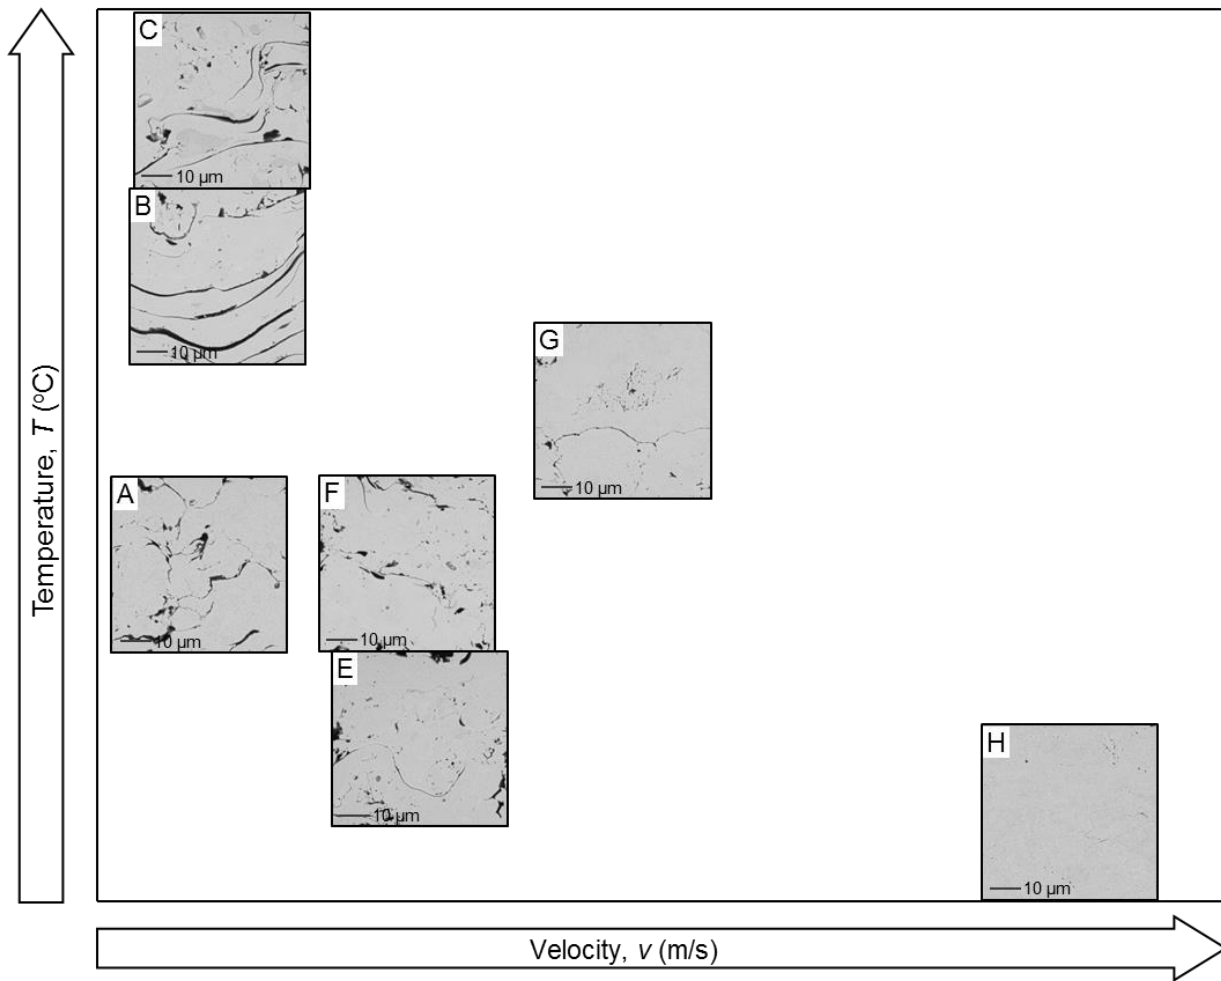 C
10 µm
B
10 µm
G
10 µm
A
10 µm
F
10 µm
E
10 µm
H
10 µm
Temperature, T (°C)
Velocity, v (m/s)